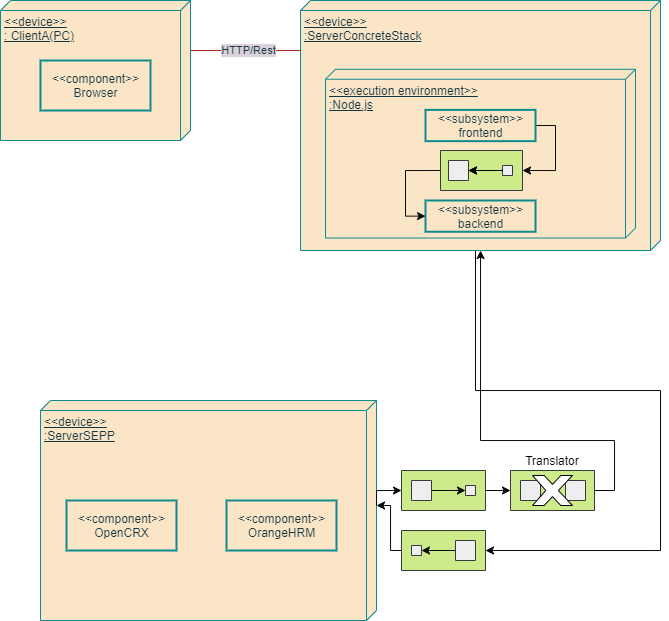 <<device>>
: ClientA(PC)
<<component>>
Browser
HTTP/Rest
<<device>>
:ServerConcreteStack
<<execution environment>>
:Node.js
<<subsystem>>
frontend
<<subsystem>>
backend
<<device>>
:ServerSEPP
<<component>>
OpenCRX
<<component>>
OrangeHRM
Translator